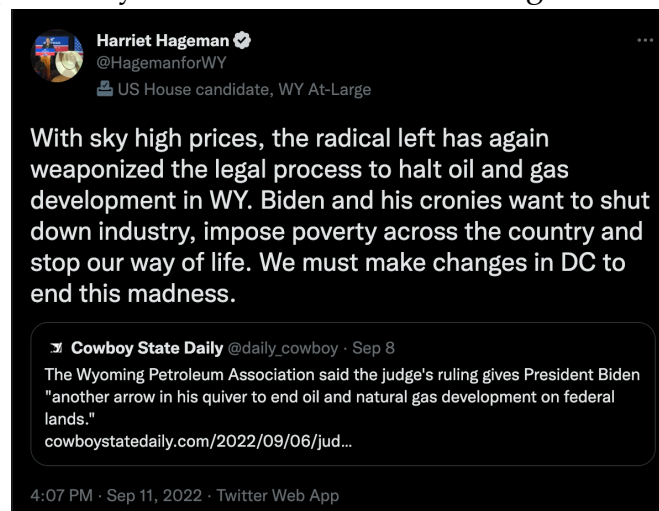 Harriet Hageman
@HagemanforWY
US House candidate, WY At-Large
With sky high prices, the radical left has again
weaponized the legal process to halt oil and gas
development in WY. Biden and his cronies want to shut
down industry, impose poverty across the country and
stop our way of life. We must make changes in DC to
end this madness.
Cowboy State Daily @daily_cowboy · Sep 8
The Wyoming Petroleum Association said the judge's ruling gives President Biden
"another arrow in his quiver to end oil and natural gas development on federal
lands."
cowboystatedaily.com/2022/09/06/jud...
4:07 PM · Sep 11, 2022 · Twitter Web App